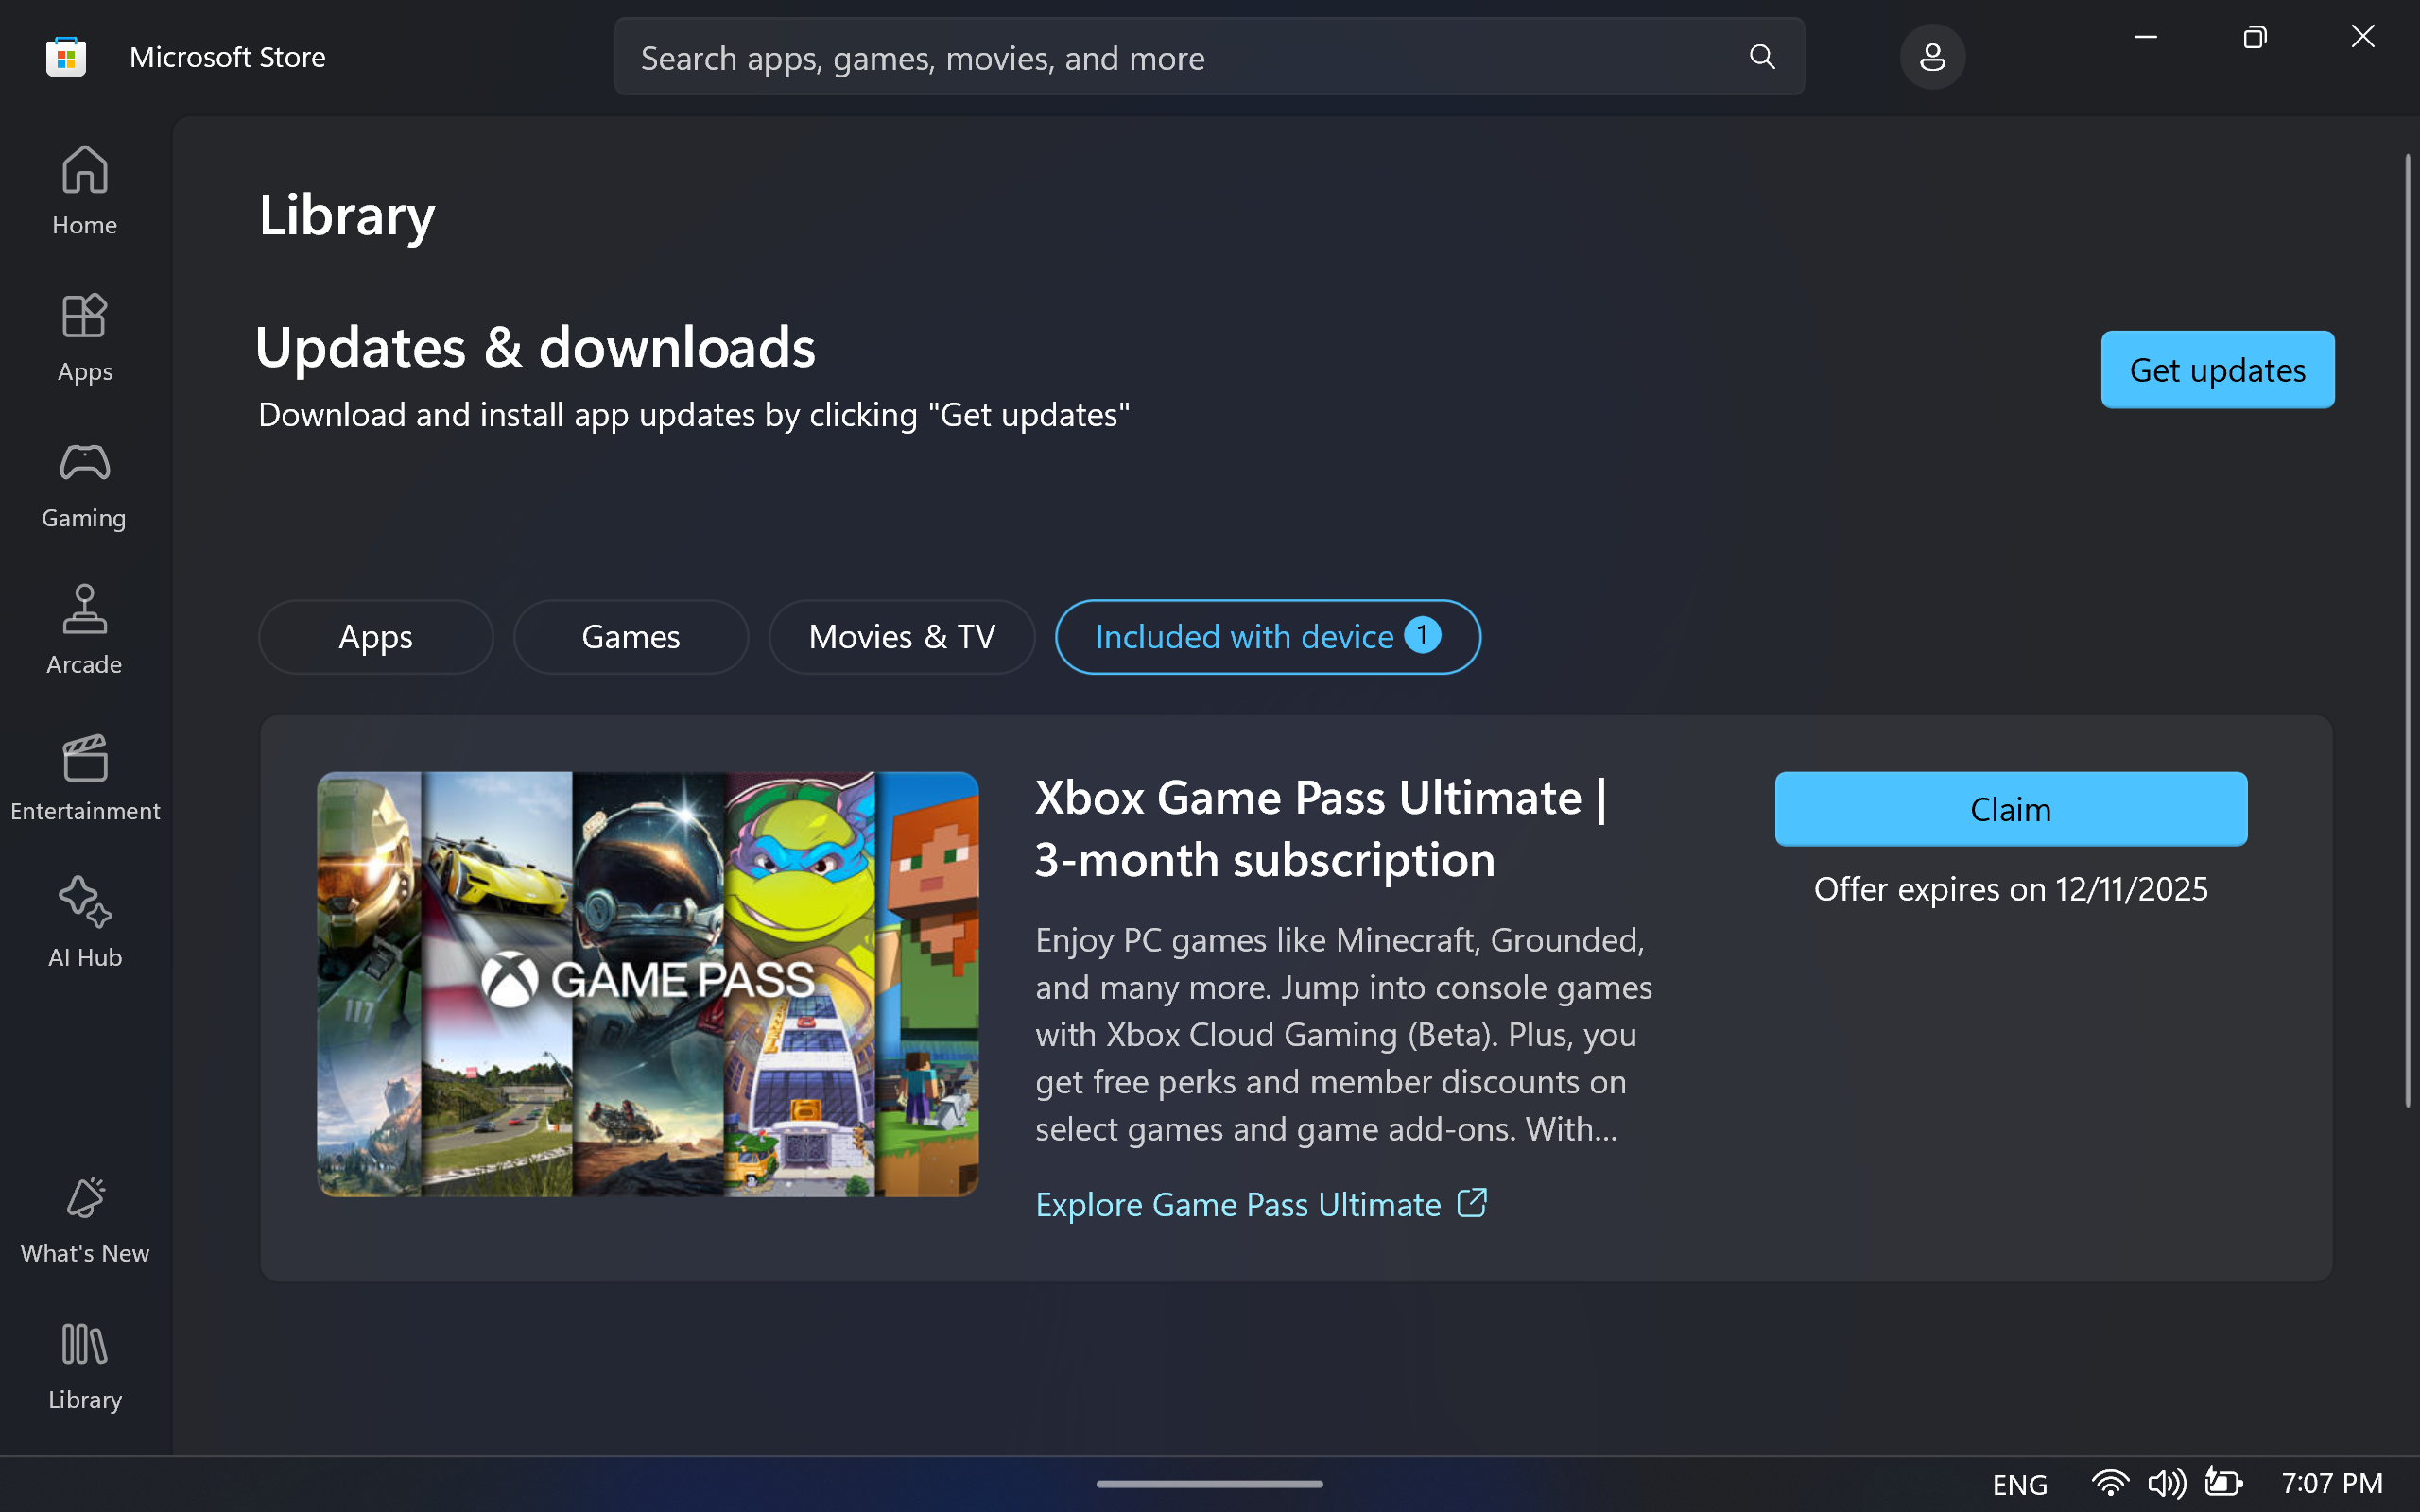 Microsoft Store
Search apps, games, movies, and more
Home
Apps
Gaming
Arcade
Entertainment
AI Hub
What's New
Library
Library
Updates & downloads
Download and install app updates by clicking "Get updates"
Get updates
Apps
Games
Movies & TV
Included with device 1
117
GAME PASS
Xbox Game Pass Ultimate |
3-month subscription
Enjoy PC games like Minecraft, Grounded,
and many more. Jump into console games
with Xbox Cloud Gaming (Beta). Plus, you
get free perks and member discounts on
select games and game add-ons. With...
Explore Game Pass Ultimate
Claim
Offer expires on 12/11/2025
ENG
7:07 PM